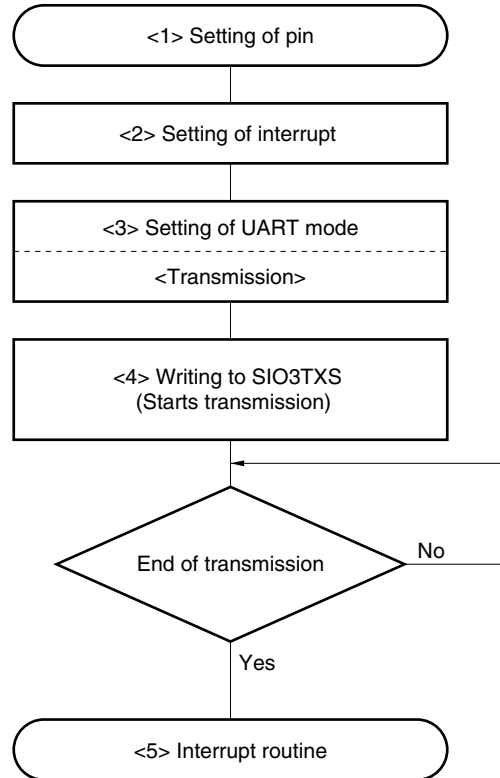 <1> Setting of pin
<2> Setting of interrupt
<3> Setting of UART mode
<Transmission>
<4> Writing to SIO3TXS
(Starts transmission)
End of transmission
No
Yes
<5> Interrupt routine